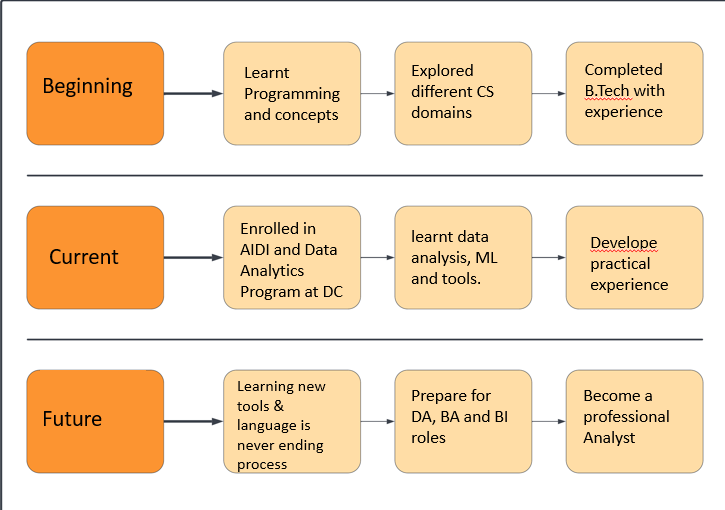 Beginning
Learnt
Programming
and concepts
Explored
different CS
domains
Completed
B.Tech with
experience
Current
Enrolled in
AIDI and Data
Analytics
Program at DC
learnt data
analysis, ML
and tools.
Develope
practical
experience
Future
Learning new
tools &
language is
never ending
process
Prepare for
DA, BA and BI
roles
Become a
professional
Analyst